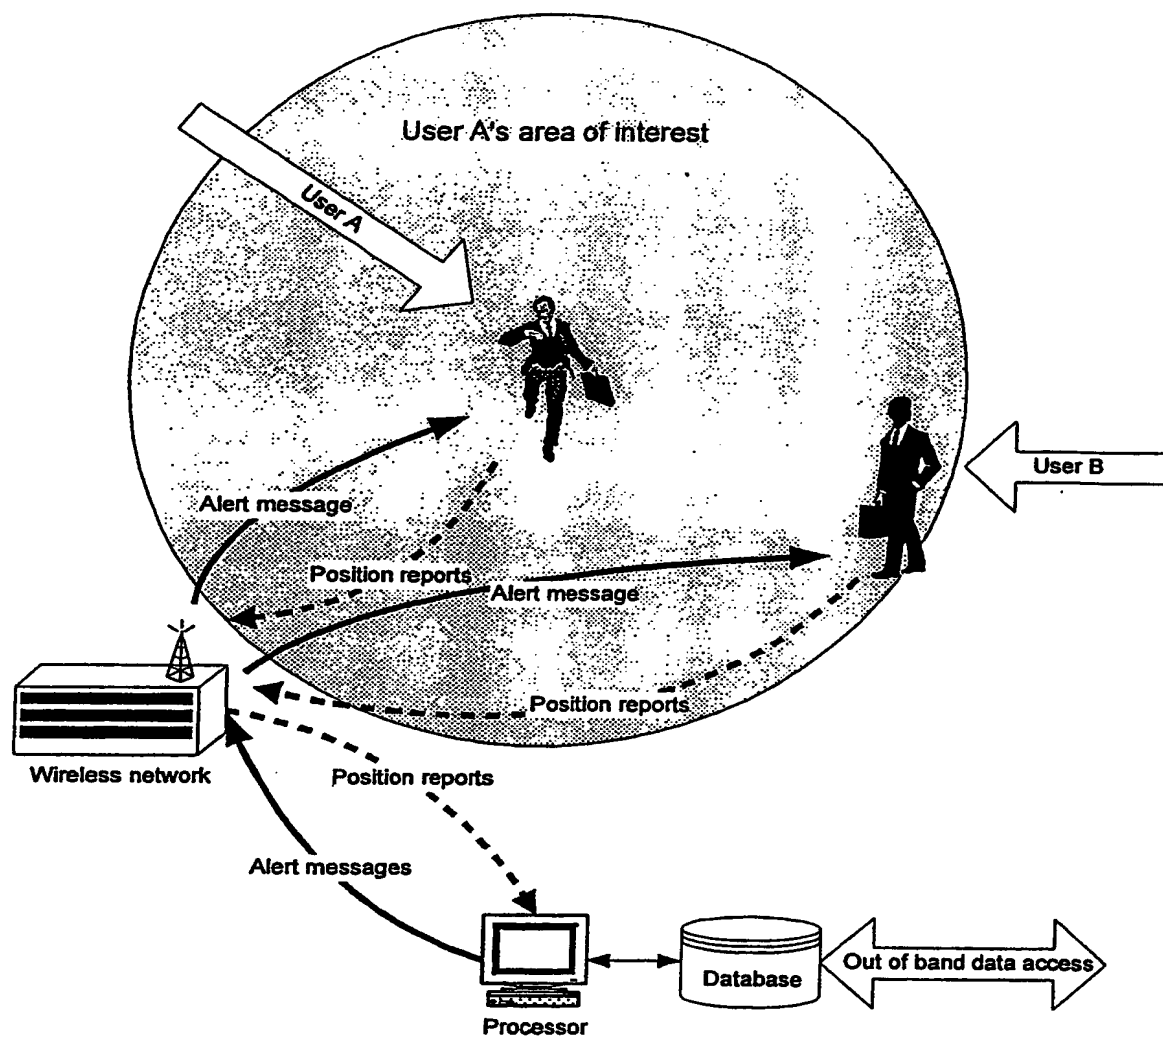 User A's area of interest
User A
User B
Alert message
Position reports
Alert message
Position reports
Wireless network
Position reports
Alert messages
Out of band data access
Database
Processor